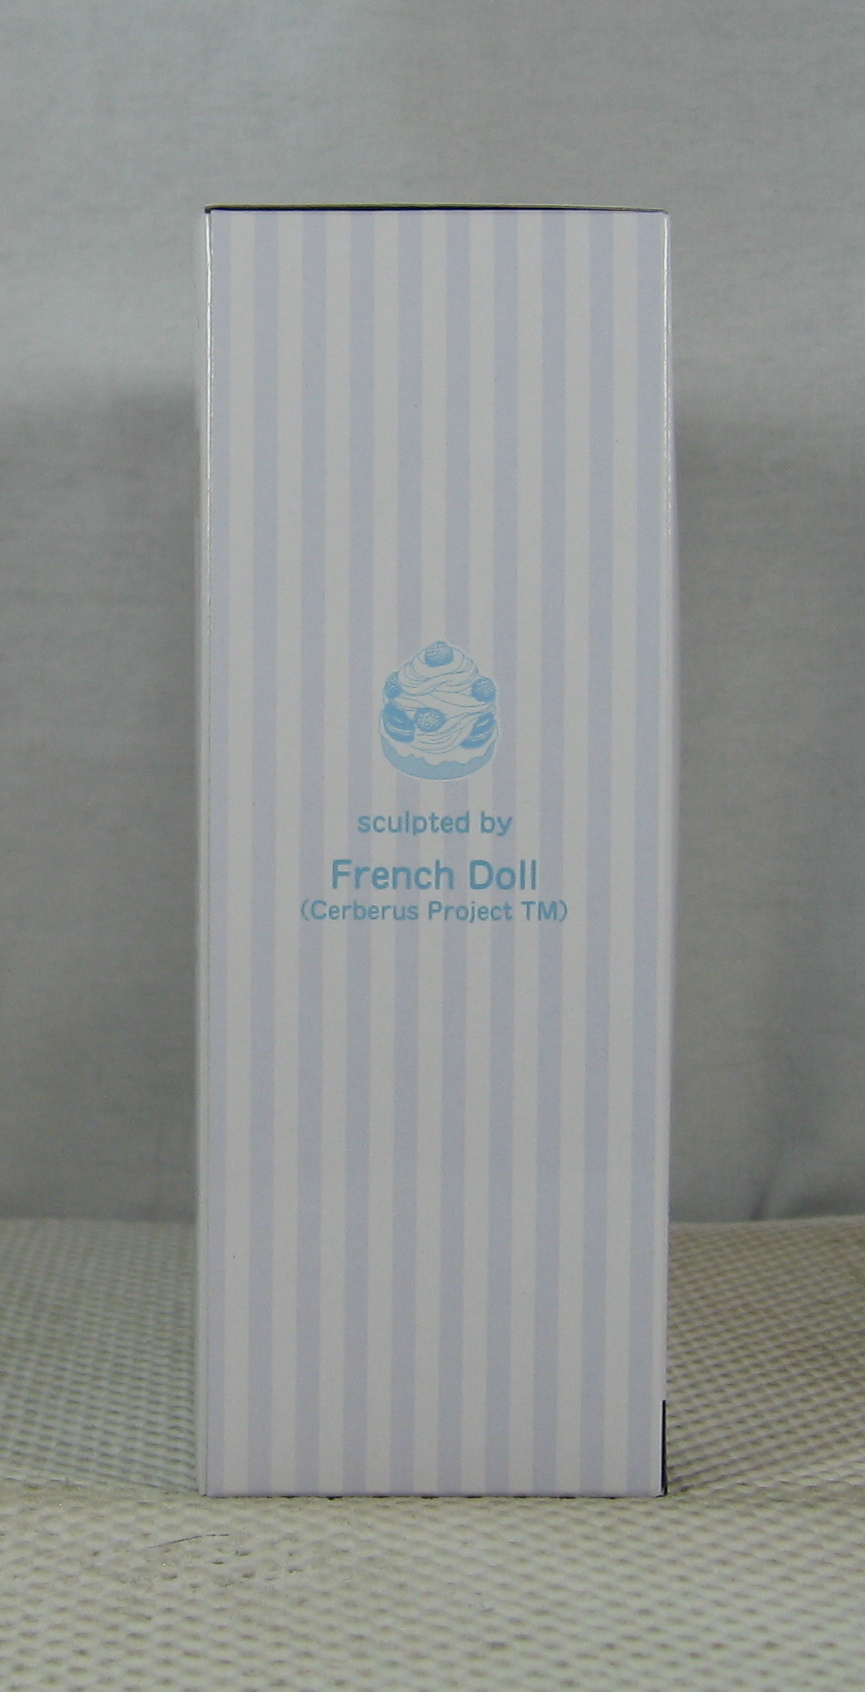 sculpted by
French Doll
(Cerberus Project TM)